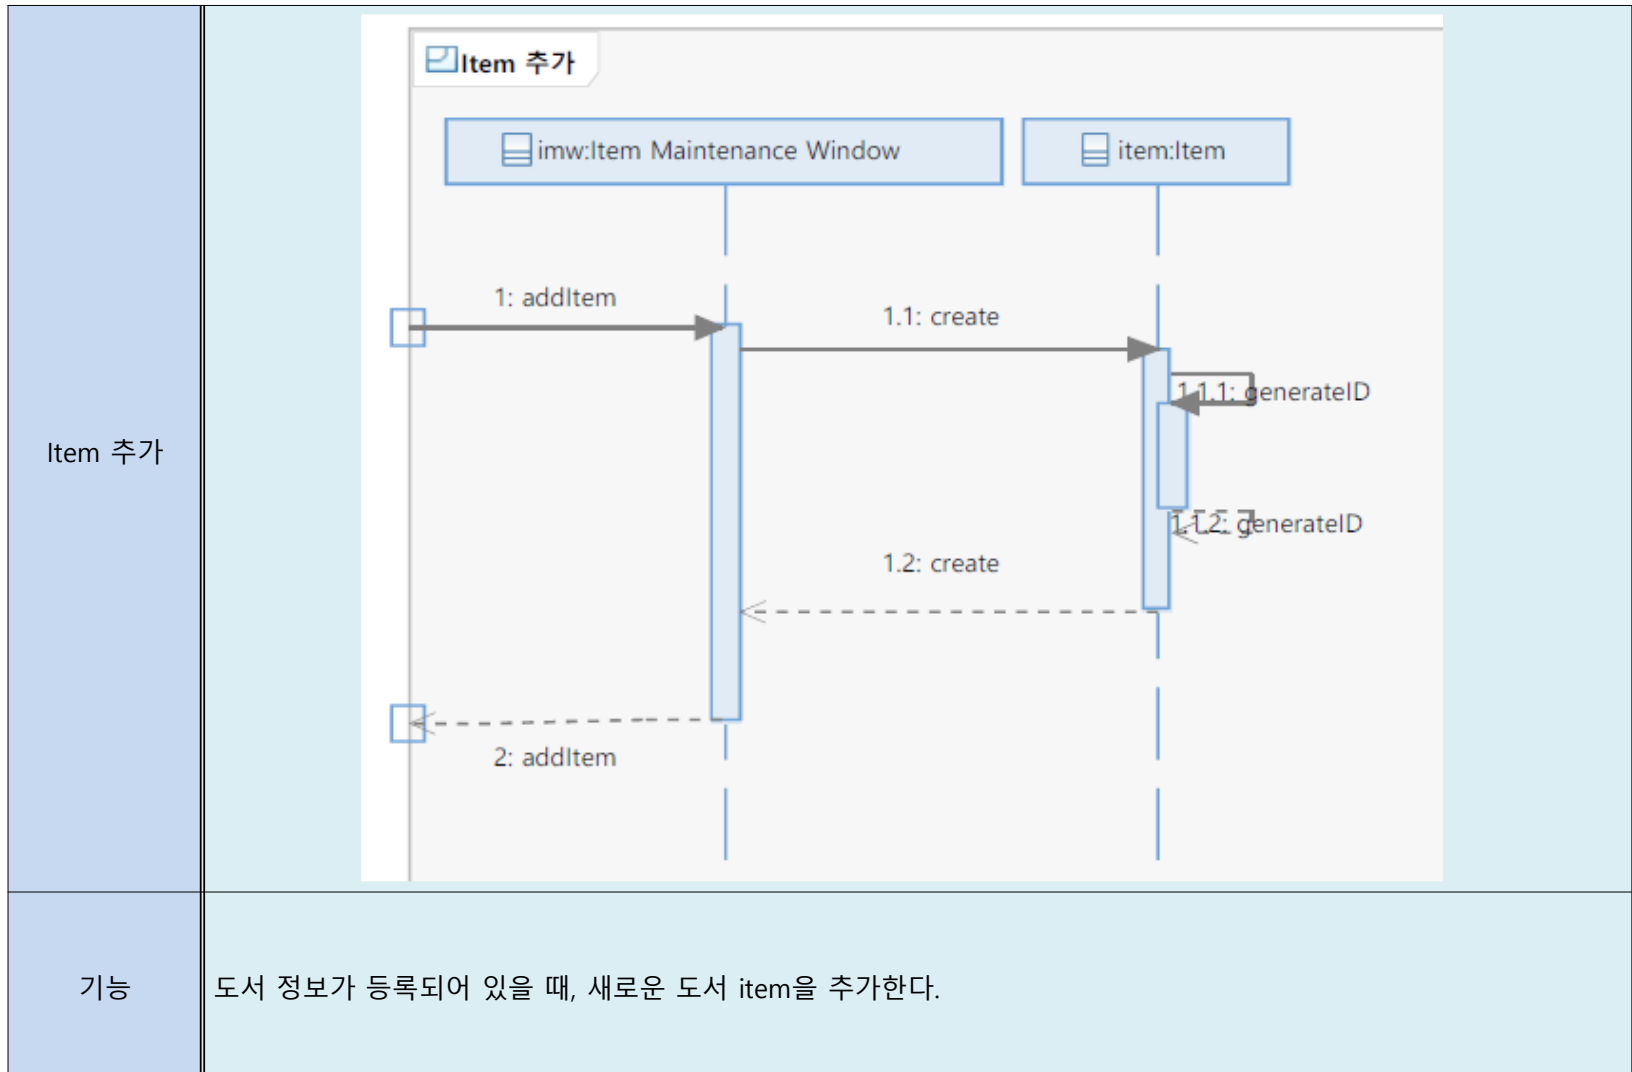 Item 추가
imw:Item Maintenance Window
item:Item
1: addItem
1.1: create
1.1.1: generateID
Item 추가
1.1.2: generateID
1.2: create
2: addItem
기능
도서 정보가 등록되어 있을 때, 새로운 도서 item을 추가한다.